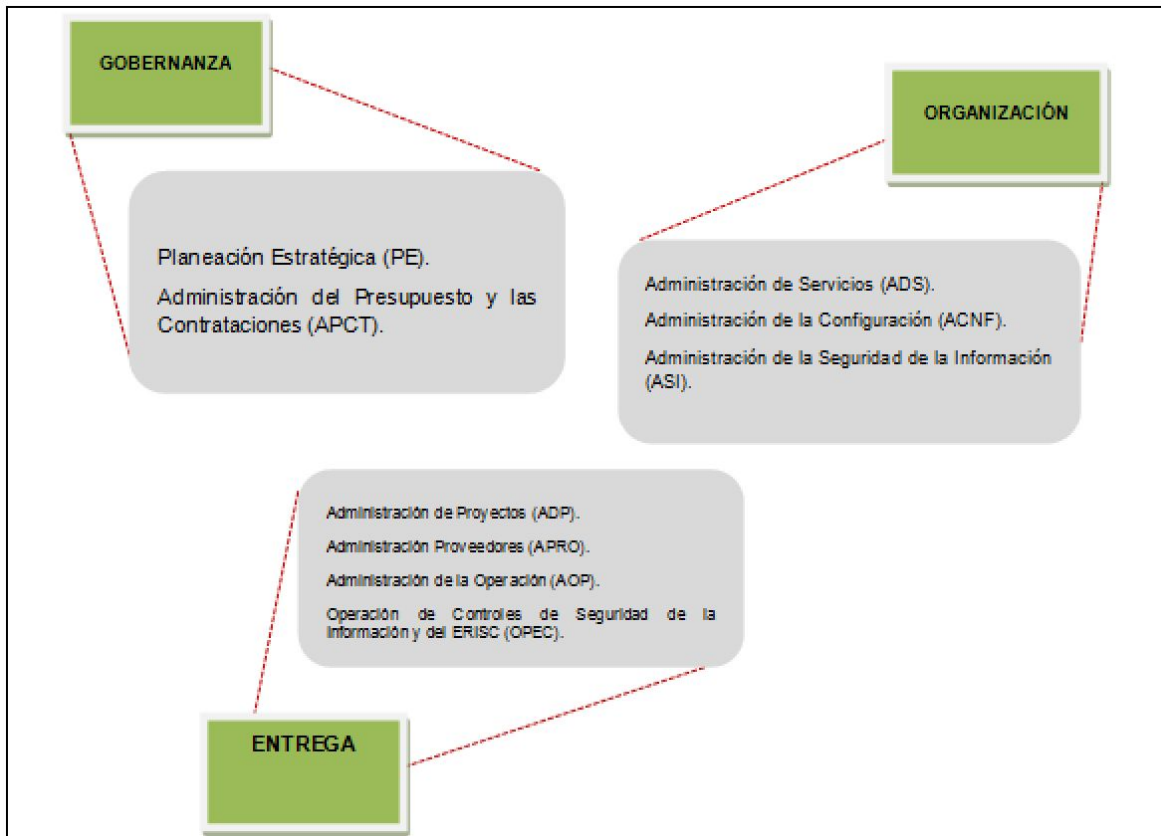 GOBERNANZA
Planeación Estratégica (PE).
Administración del Presupuesto y las
Contrataciones (APCT).
ORGANIZACIÓN
Administración de Servicios (ADS).
Administración de la Configuración (ACNF).
Administración de la Seguridad de la Información
(ASI).
Administración de Proyectos (ADP).
Administración Proveedores (APRO).
Administración de la Operación (AOP).
Operación de Controles de Seguridad de la
Información y del ERISC (OPEC).
ENTREGA